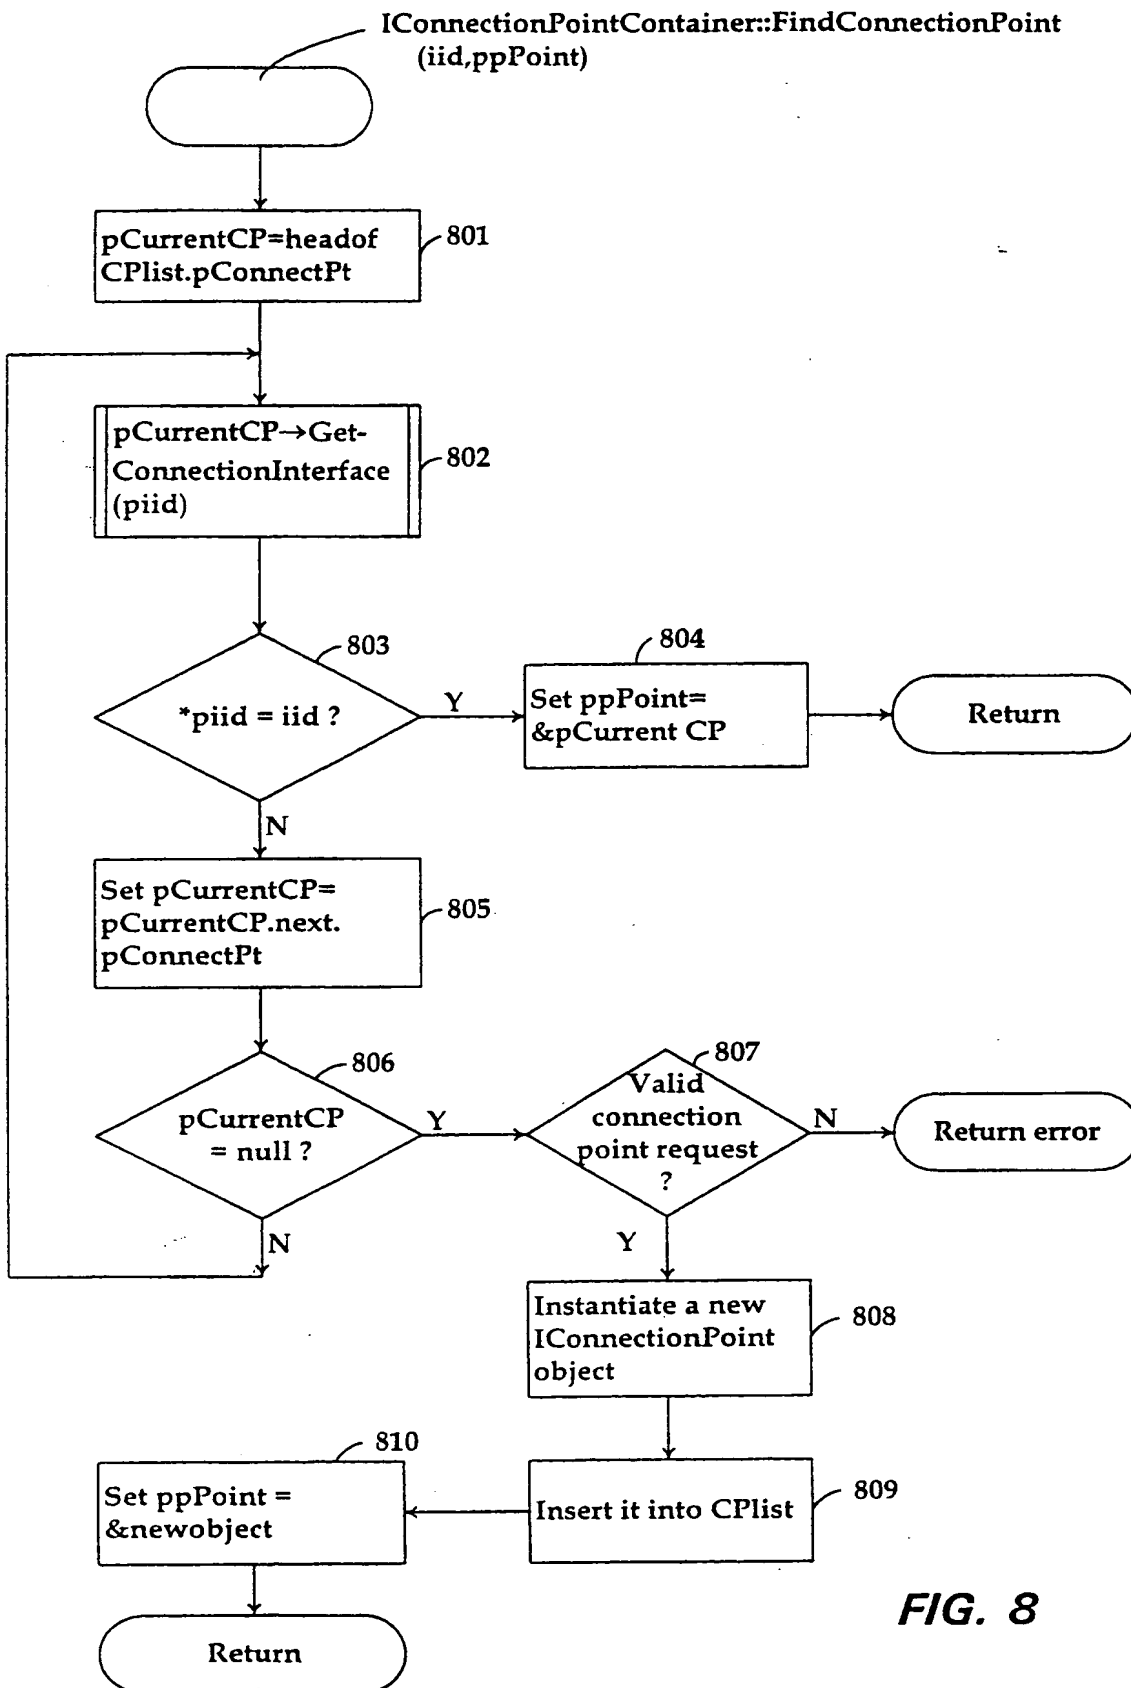 IConnectionPointContainer::FindConnectionPoint
(iid,ppPoint)
pCurrentCP=headof
CPlist.pConnectPt
801
pCurrentCP→Get-
ConnectionInterface
(piid)
802
803
*piid = iid ?
Y
N
804
Set ppPoint=
&pCurrent CP
Return
Set pCurrentCP=
pCurrentCP.next.
pConnectPt
805
806
pCurrentCP
= null ?
Y
N
807
Valid
connection
point request
?
N
Y
Return error
Instantiate a new
IConnectionPoint
object
808
Insert it into CPlist
809
810
Set ppPoint =
&newobject
Return
FIG. 8